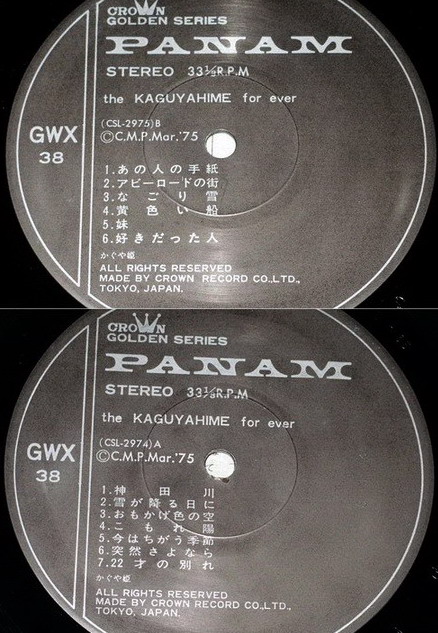 CROWN
GOLDEN SERIES
PANAM
STEREO 33⅓R.P.M
the KAGUYAHIME for ever
GWX
38
(CSL-2975)B
ⒸC.M.P.Mar.'75
1.あの人の手紙
2.アビーロードの街
3.なごり雪
4.黄色い船
5.妹
6.好きだった人
かぐや姫
ALL RIGHTS RESERVED
MADE BY CROWN RECORD CO.,LTD.,
TOKYO, JAPAN.
CROWN
GOLDEN SERIES
PANAM
STEREO 33⅓R.P.M
the KAGUYAHIME for ever
GWX
38
(CSL-2974)A
ⒸC.M.P.Mar.'75
1.神田川
2.雪が降る日に
3.おもかげ色の空
4.こもれ陽
5.今はちがう季節
6.突然さよなら
7.22才の別れ
かぐや姫
ALL RIGHTS RESERVED
MADE BY CROWN RECORD CO.,LTD.,
TOKYO, JAPAN.